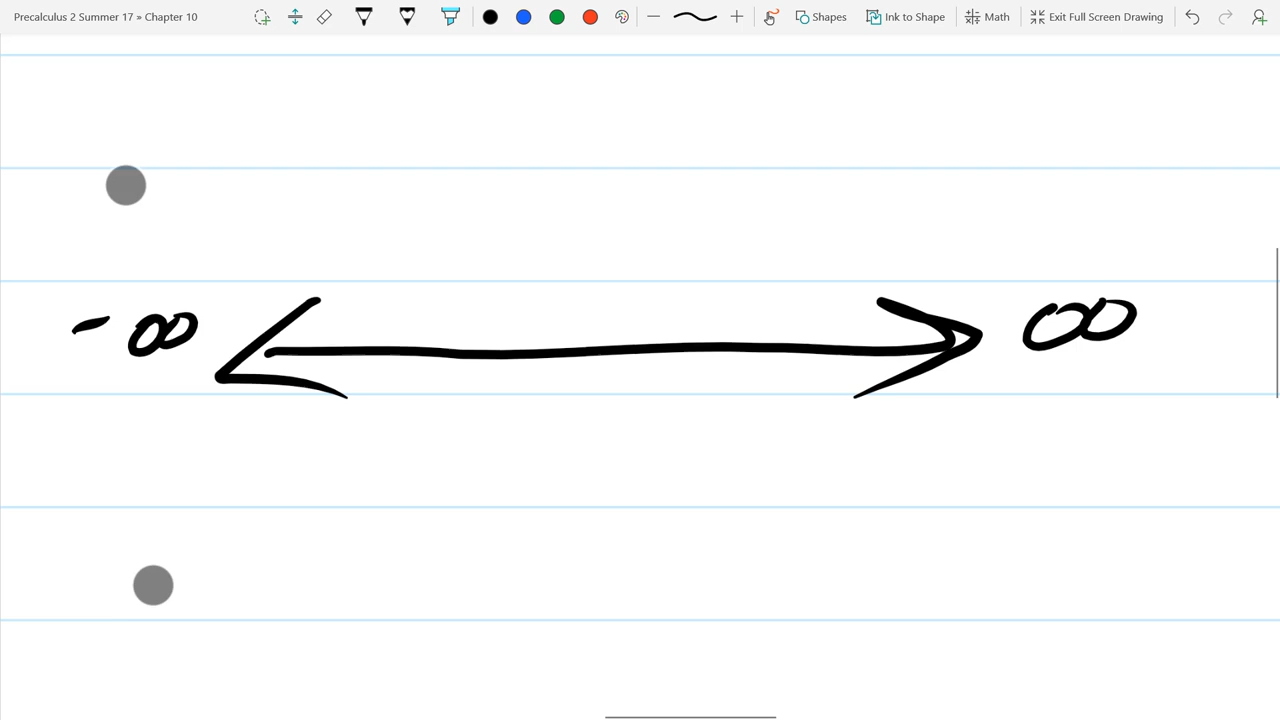 Precalculus 2 Summer 17 » Chapter 10 Shapes Ink to Shape Math Exit Full Screen Drawing
-∞ ∞